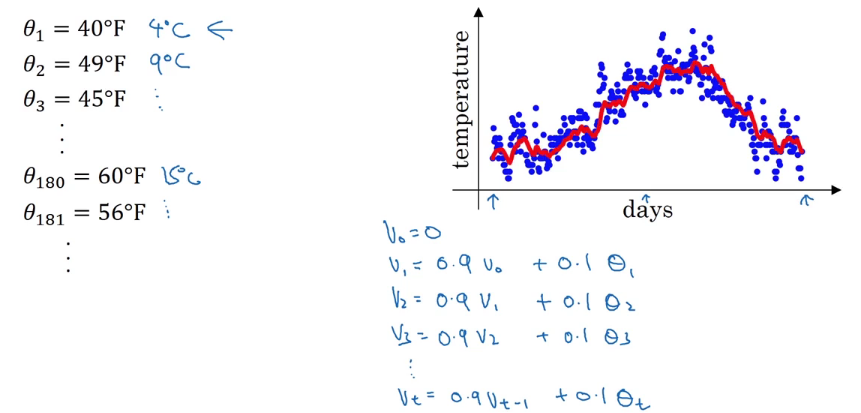 θ₁ = 40°F 4°C ←
θ₂ = 49°F 9°C
θ₃ = 45°F ⋮
⋮
θ₁₈₀ = 60°F 15°C
θ₁₈₁ = 56°F ⋮
⋮
temperature
days
V₀ = 0
V₁ = 0.9 V₀ + 0.1 θ₁
V₂ = 0.9 V₁ + 0.1 θ₂
V₃ = 0.9 V₂ + 0.1 θ₃
⋮
Vₜ = 0.9 Vₜ₋₁ + 0.1 θₜ